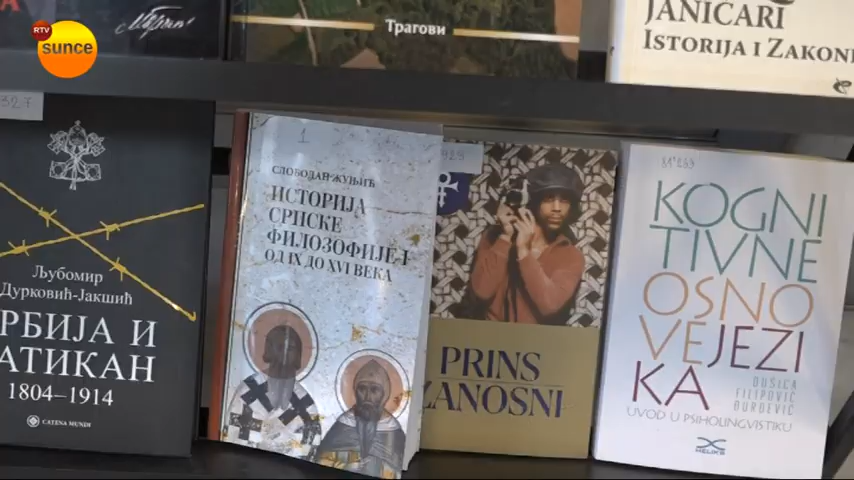 RTV
sunce
Трагови
JANIČARI
ISTORIJA I ZAKONI
327
Љубомир
Дурковић-Јакшић
РБИЈА И
АТИКАН
1804–1914
CATENA MUNDI
1
СЛОБОДАН ЖУЊИЋ
ИСТОРИЈА
СРПСКЕ
ФИЛОЗОФИЈЕ I
ОД IX ДО XVI ВЕКА
PRINS
ZANOSNI
KOGNI
TIVNE
OSNO
VE JEZI
KA
DUŠICA
FILIPOVIĆ
ĐURĐEVIĆ
UVOD U PSIHOLINGVISTIKU
HELIKS